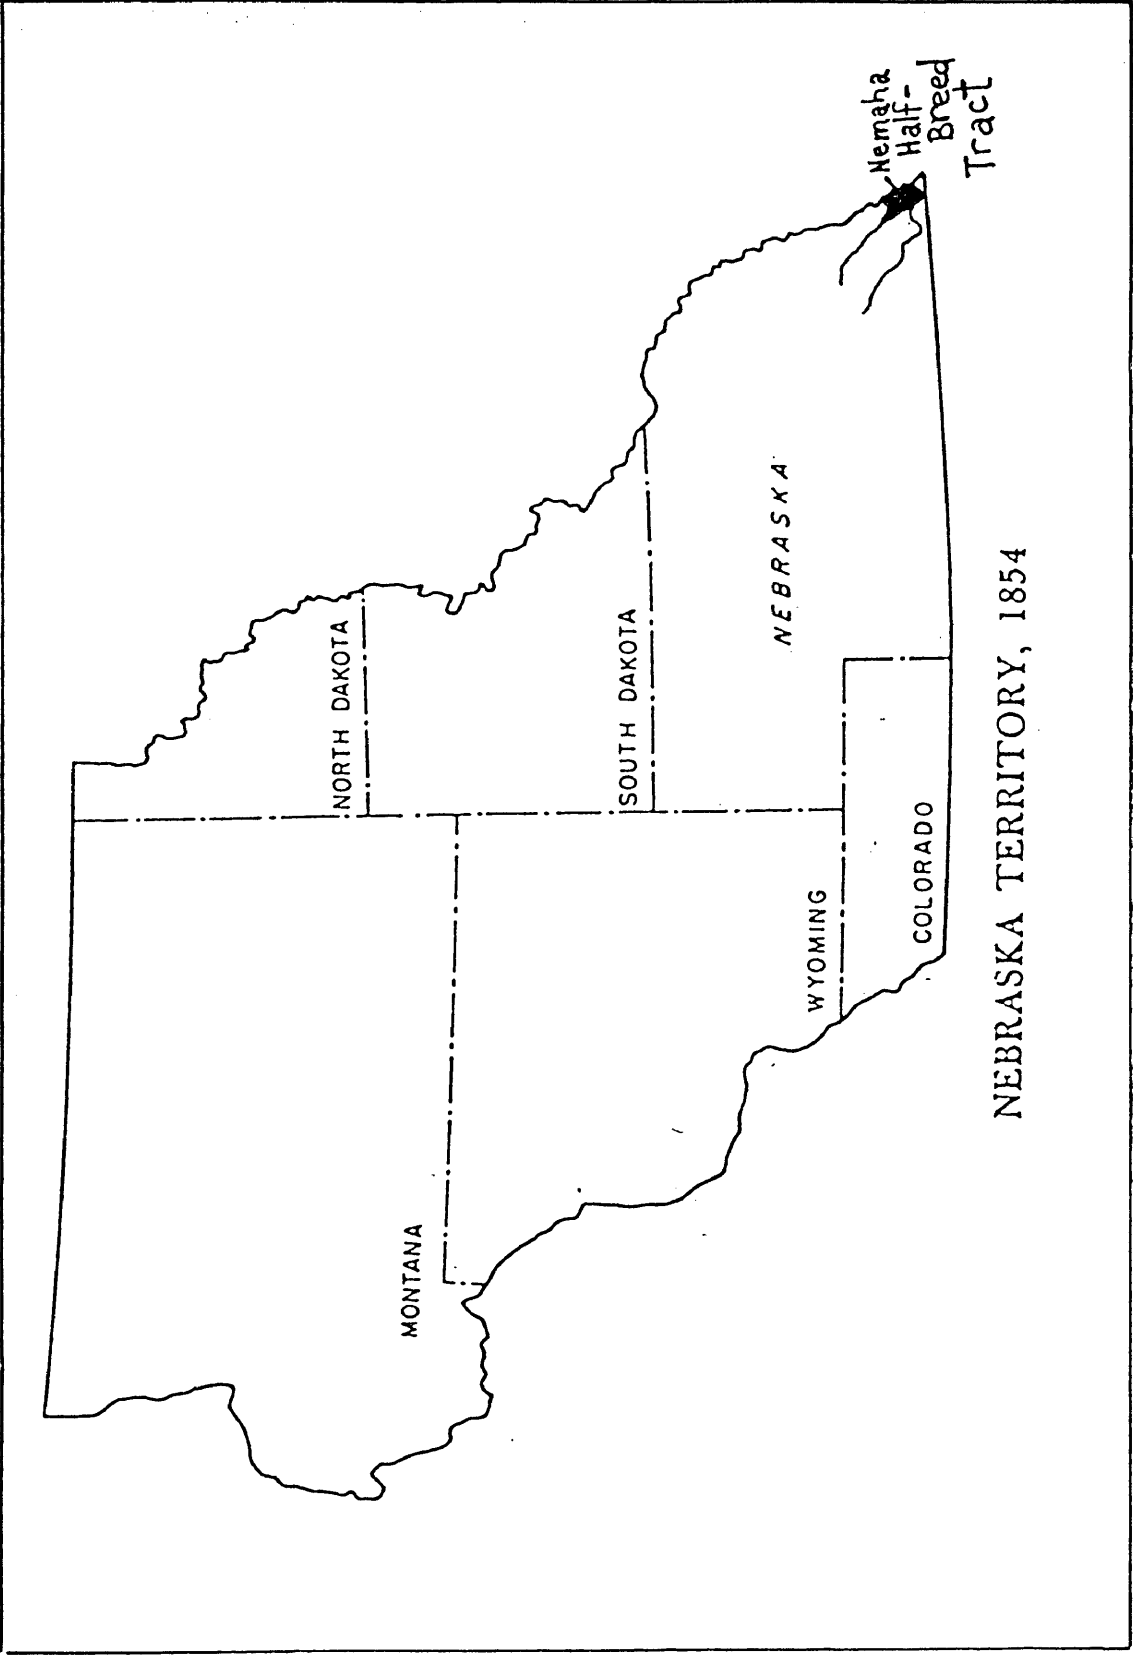 MONTANA
NORTH DAKOTA
SOUTH DAKOTA
WYOMING
NEBRASKA
COLORADO
Nemaha
Half-
Breed
Tract
NEBRASKA TERRITORY, 1854